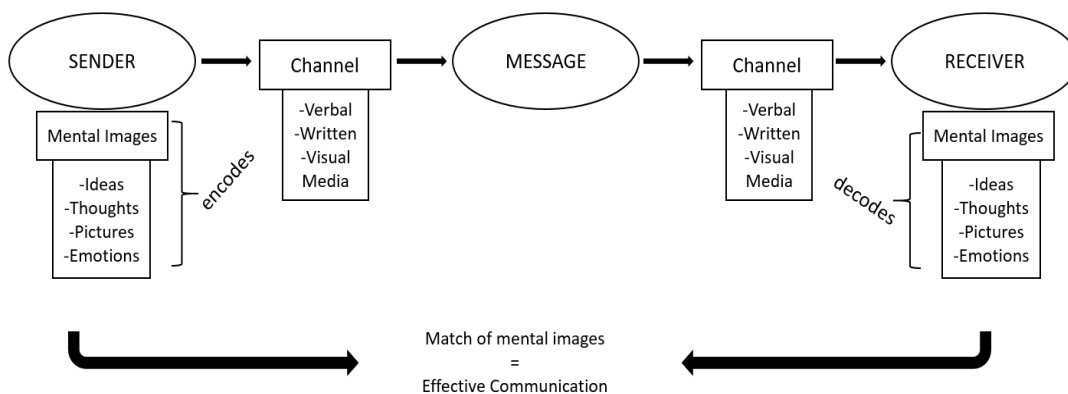 SENDER
Channel
MESSAGE
Channel
RECEIVER
Mental Images
-Ideas
-Thoughts
-Pictures
-Emotions
encodes
-Verbal
-Written
-Visual
Media
-Verbal
-Written
-Visual
Media
decodes
Mental Images
-Ideas
-Thoughts
-Pictures
-Emotions
Match of mental images
=
Effective Communication